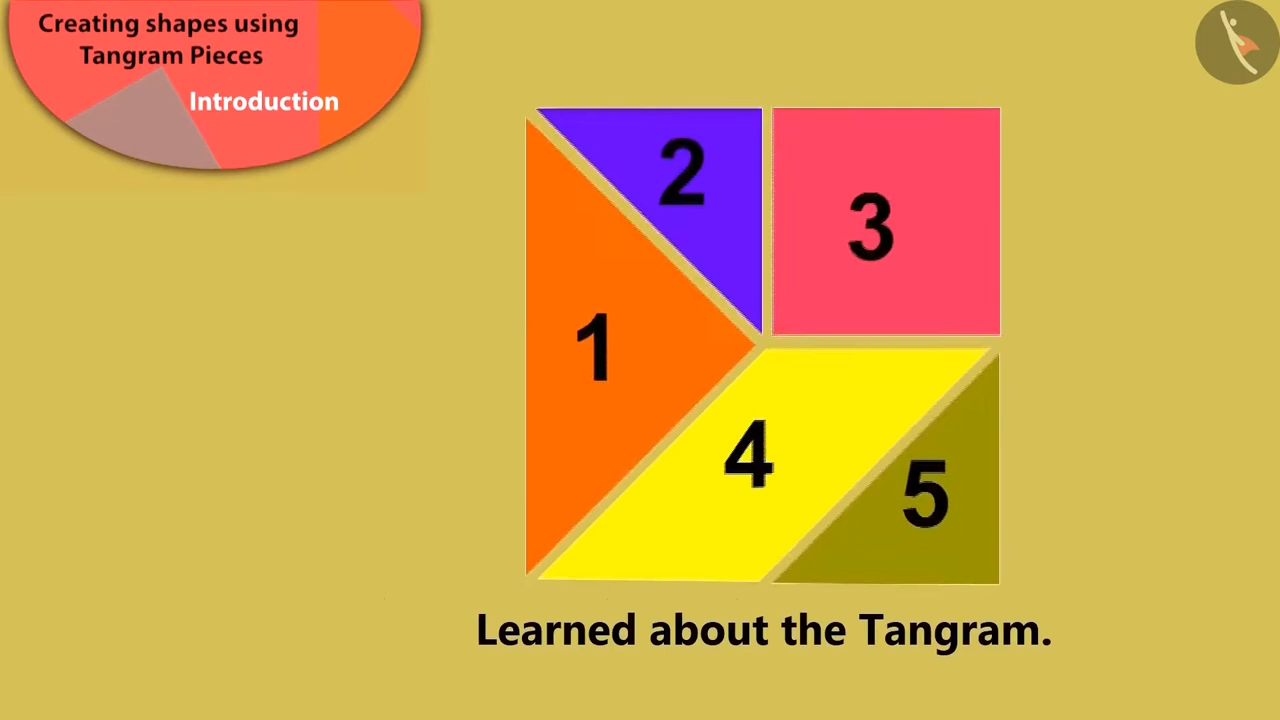 Creating shapes using
Tangram Pieces
Introduction
2
3
1
4
5
Learned about the Tangram.